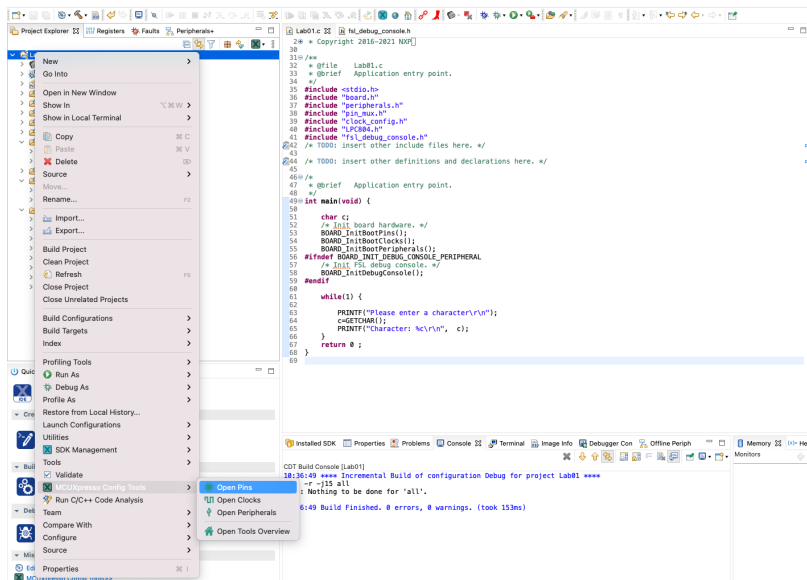 Project Explorer
Registers
Faults
Peripherals+
La
New
Go Into
Open in New Window
Show In ⌥⌘W
Show in Local Terminal
Copy ⌘ C
Paste ⌘ V
Delete ⌦
Source
Move...
Rename... F2
Import...
Export...
Build Project
Clean Project
Refresh F5
Close Project
Close Unrelated Projects
Build Configurations
Build Targets
Index
Profiling Tools
Run As
Debug As
Profile As
Restore from Local History...
Launch Configurations
Utilities
SDK Management
Tools
Validate
MCUXpresso Config Tools
Run C/C++ Code Analysis
Team
Compare With
Configure
Source
Properties ⌘ I
Open Pins
Open Clocks
Open Peripherals
Open Tools Overview
Quic
IDE
Cre
Buil
Deb
Mis
Edi
Lab01.c
fsl_debug_console.h
2 * Copyright 2016-2021 NXP
30
31 /**
32 * @file Lab01.c
33 * @brief Application entry point.
34 */
35 #include <stdio.h>
36 #include "board.h"
37 #include "peripherals.h"
38 #include "pin_mux.h"
39 #include "clock_config.h"
40 #include "LPC804.h"
41 #include "fsl_debug_console.h"
42 /* TODO: insert other include files here. */
43
44 /* TODO: insert other definitions and declarations here. */
45
46 /*
47 * @brief Application entry point.
48 */
49 int main(void) {
50
51 char c;
52 /* Init board hardware. */
53 BOARD_InitBootPins();
54 BOARD_InitBootClocks();
55 BOARD_InitBootPeripherals();
56 #ifndef BOARD_INIT_DEBUG_CONSOLE_PERIPHERAL
57 /* Init FSL debug console. */
58 BOARD_InitDebugConsole();
59 #endif
60
61 while(1) {
62
63 PRINTF("Please enter a character\r\n");
64 c=GETCHAR();
65 PRINTF("Character: %c\r\n", c);
66 }
67 return 0 ;
68 }
69
Installed SDK
Properties
Problems
Console
Terminal
Image Info
Debugger Con
Offline Periph
Memory
He
Monitors
CDT Build Console [Lab01]
10:36:49 **** Incremental Build of configuration Debug for project Lab01 ****
-r -j15 all
: Nothing to be done for 'all'.
6:49 Build Finished. 0 errors, 0 warnings. (took 153ms)